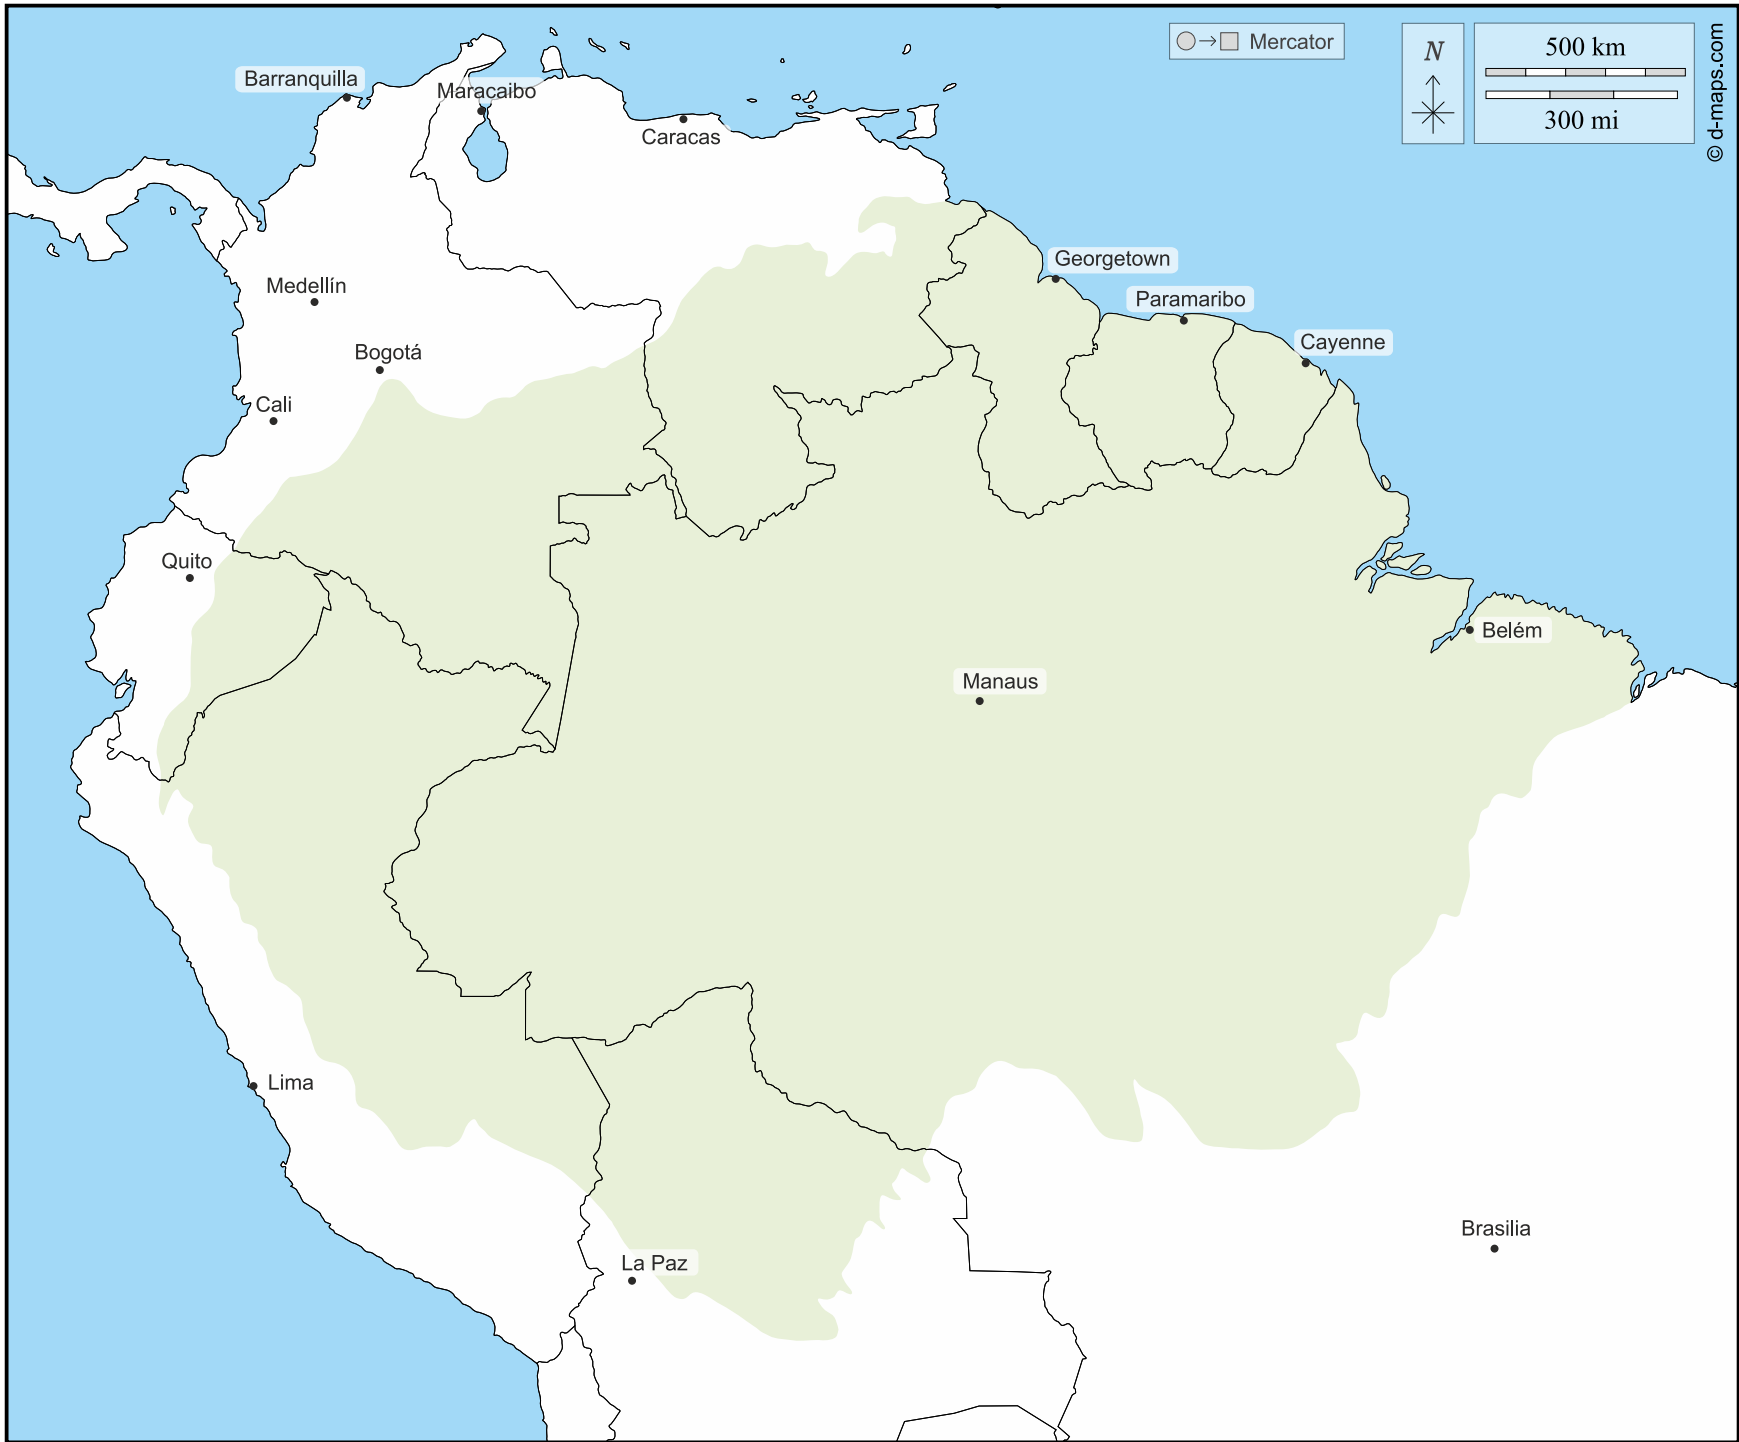 Mercator
N
500 km
300 mi
© d-maps.com
Barranquilla
Maracaibo
Caracas
Medellín
Georgetown
Paramaribo
Bogotá
Cayenne
Cali
Quito
Belém
Manaus
Lima
La Paz
Brasilia